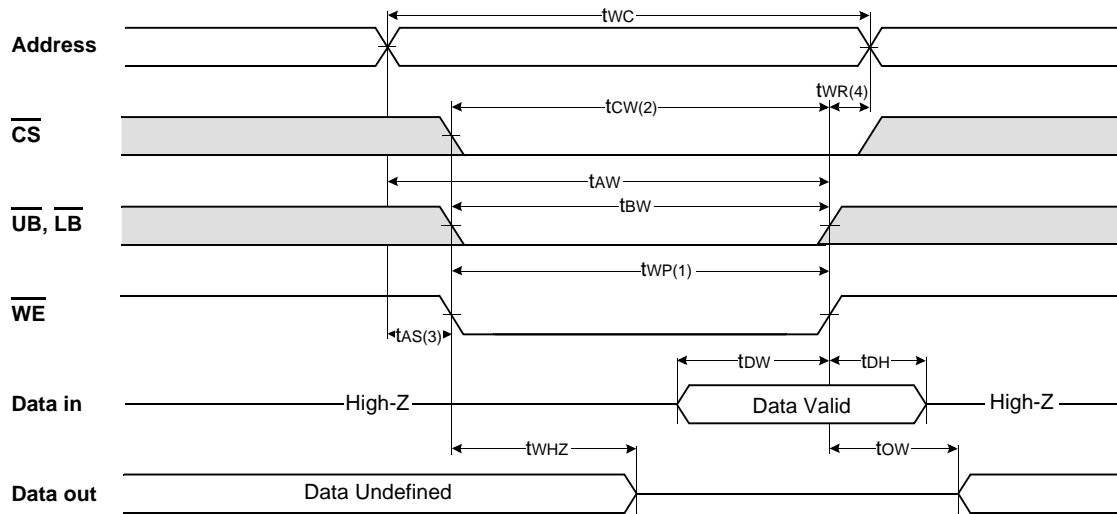 tWC
Address
tCW(2)
tWR(4)
CS
tAW
UB, LB
tBW
tWP(1)
WE
tAS(3)
tDW
tDH
Data in
High-Z
Data Valid
High-Z
tWHZ
tOW
Data out
Data Undefined